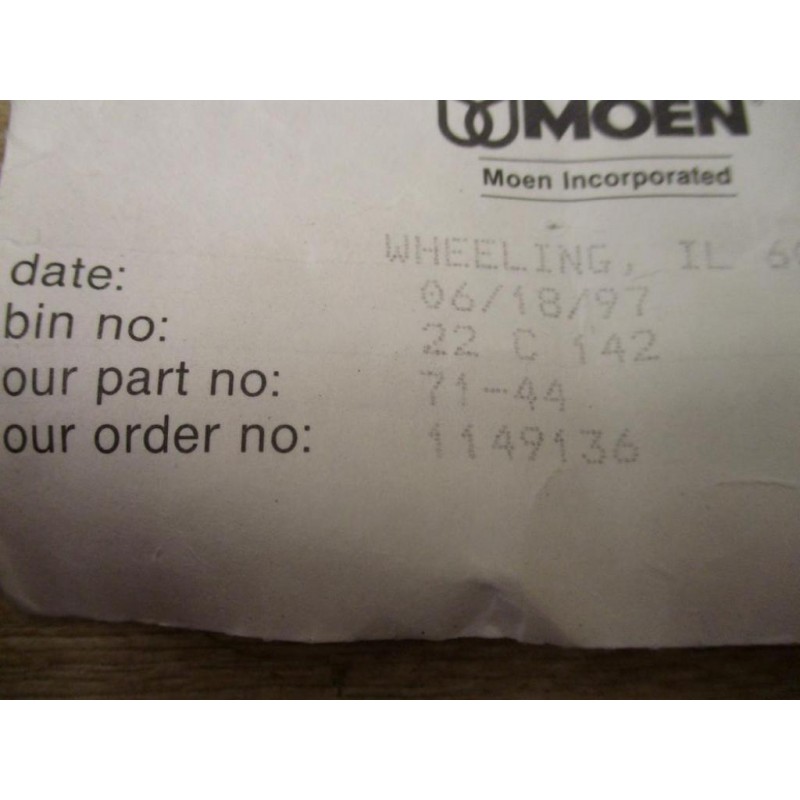 MOEN
Moen Incorporated
WHEELING, IL
date: 06/18/97
bin no: 22 C 142
our part no: 71-44
our order no: 1149136